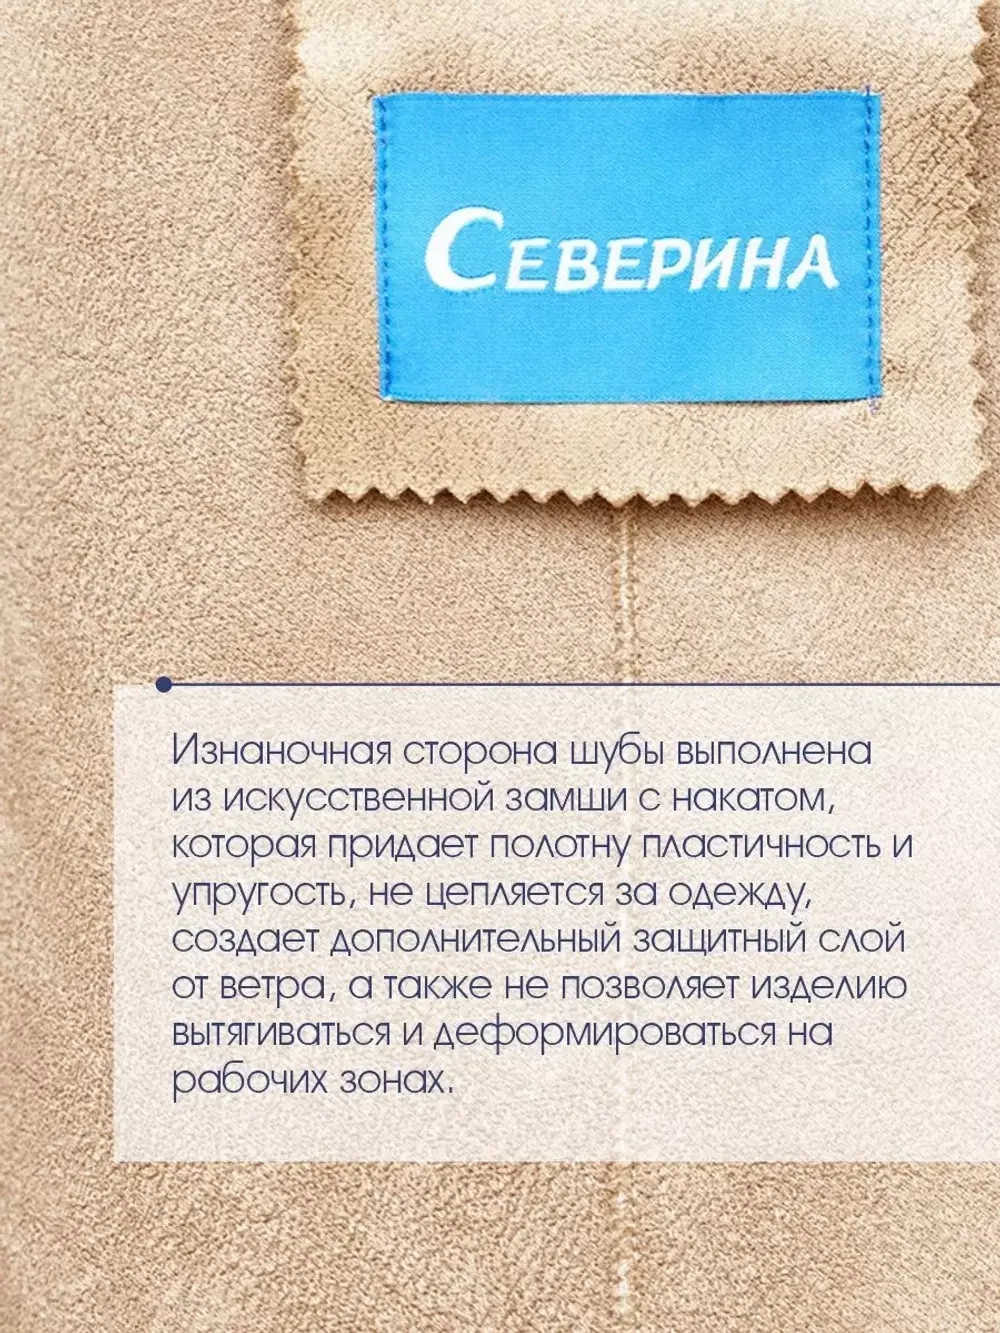 СЕВЕРИНА
Изнаночная сторона шубы выполнена
из искусственной замши с накатом,
которая придает полотну пластичность и
упругость, не цепляется за одежду,
создает дополнительный защитный слой
от ветра, а также не позволяет изделию
вытягиваться и деформироваться на
рабочих зонах.